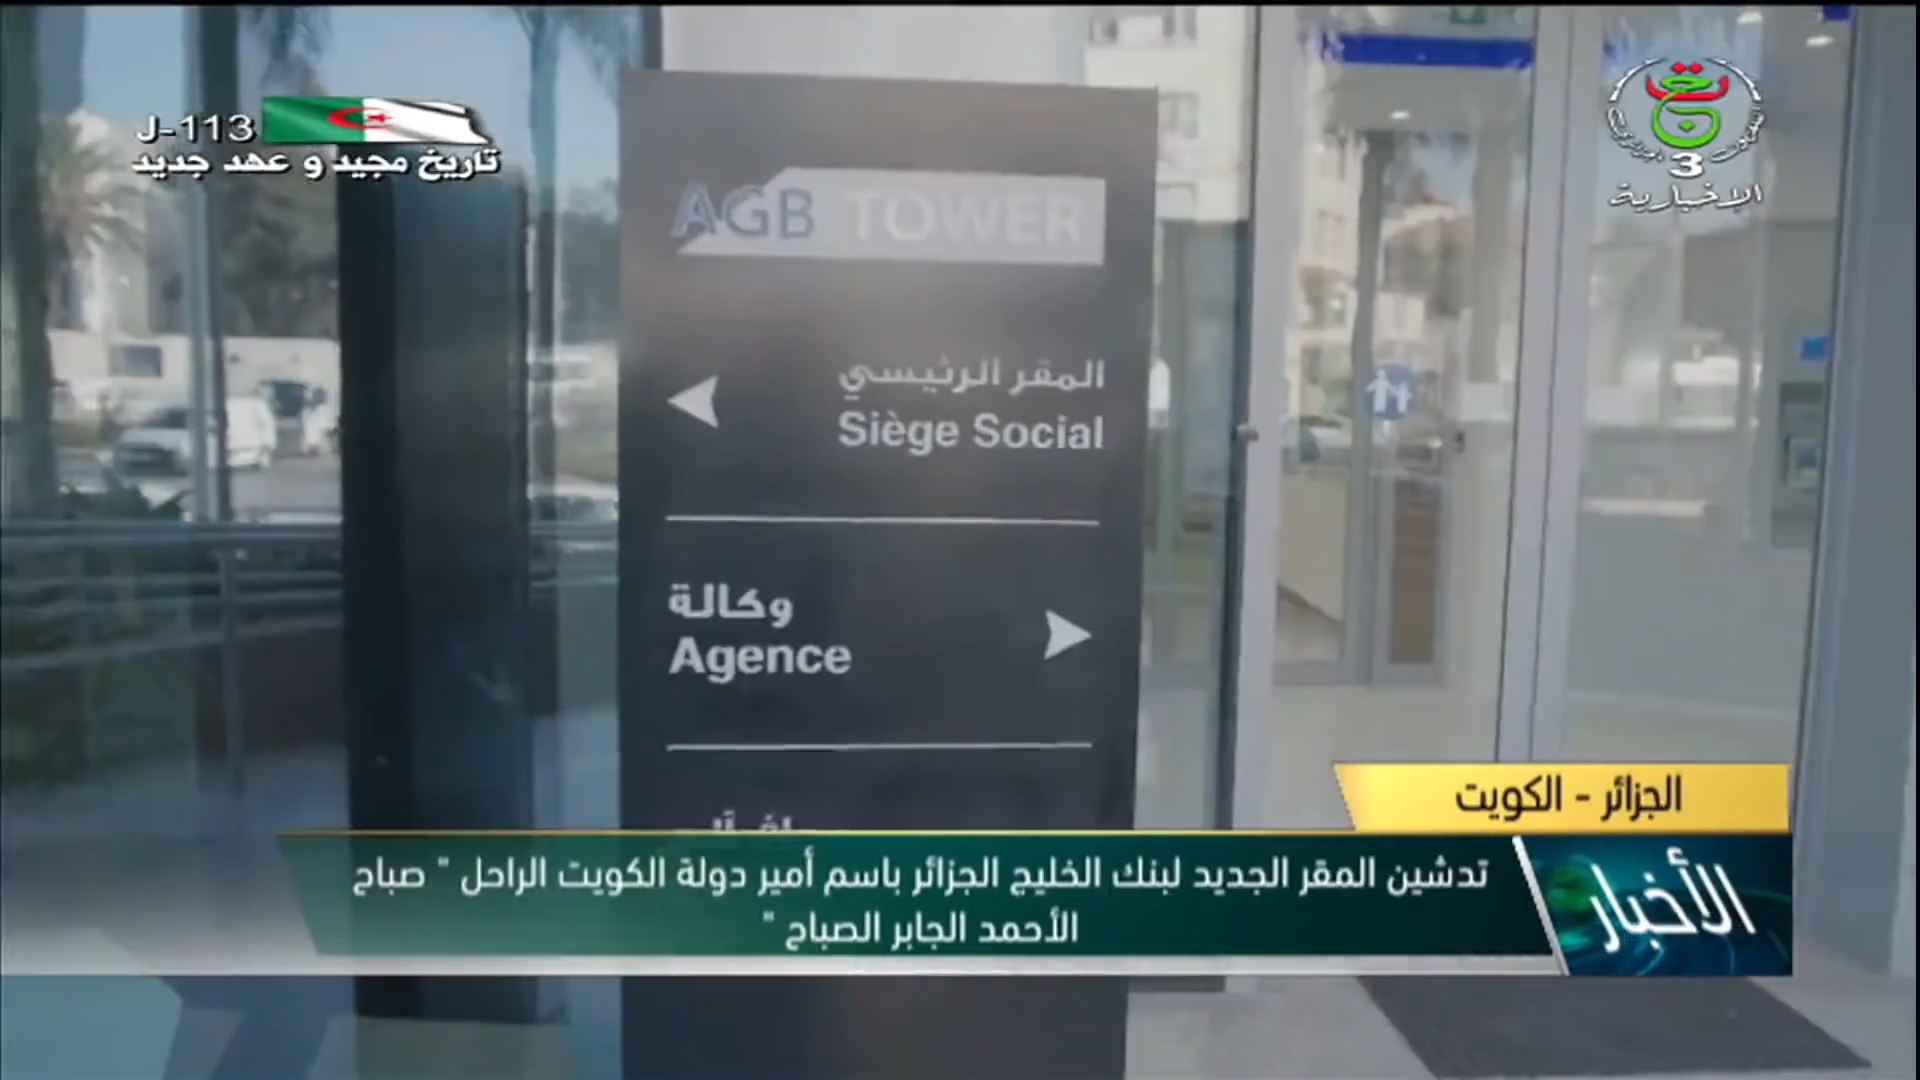 J-113
تاريخ مجيد و عهد جديد
3
الإخبارية
AGB TOWER
المقر الرئيسي
Siège Social
وكالة
Agence
الجزائر - الكويت
الأخبار
تدشين المقر الجديد لبنك الخليج الجزائر باسم أمير دولة الكويت الراحل " صباح
الأحمد الجابر الصباح "